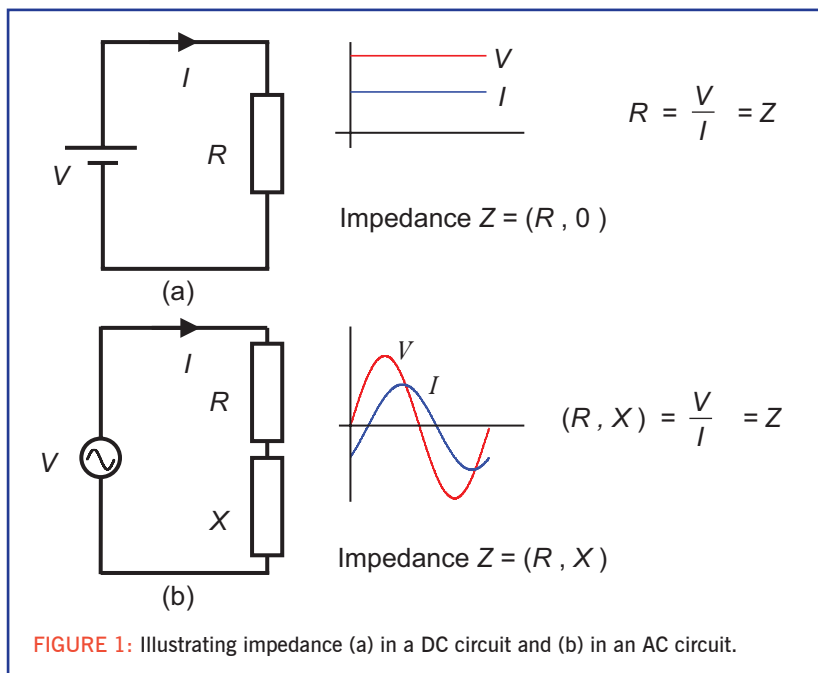 I
V
R
V
I
R = V/I = Z
Impedance Z = (R , 0 )
(a)
I
V
R
X
V
I
(R , X ) = V/I = Z
Impedance Z = (R , X )
(b)
FIGURE 1: Illustrating impedance (a) in a DC circuit and (b) in an AC circuit.